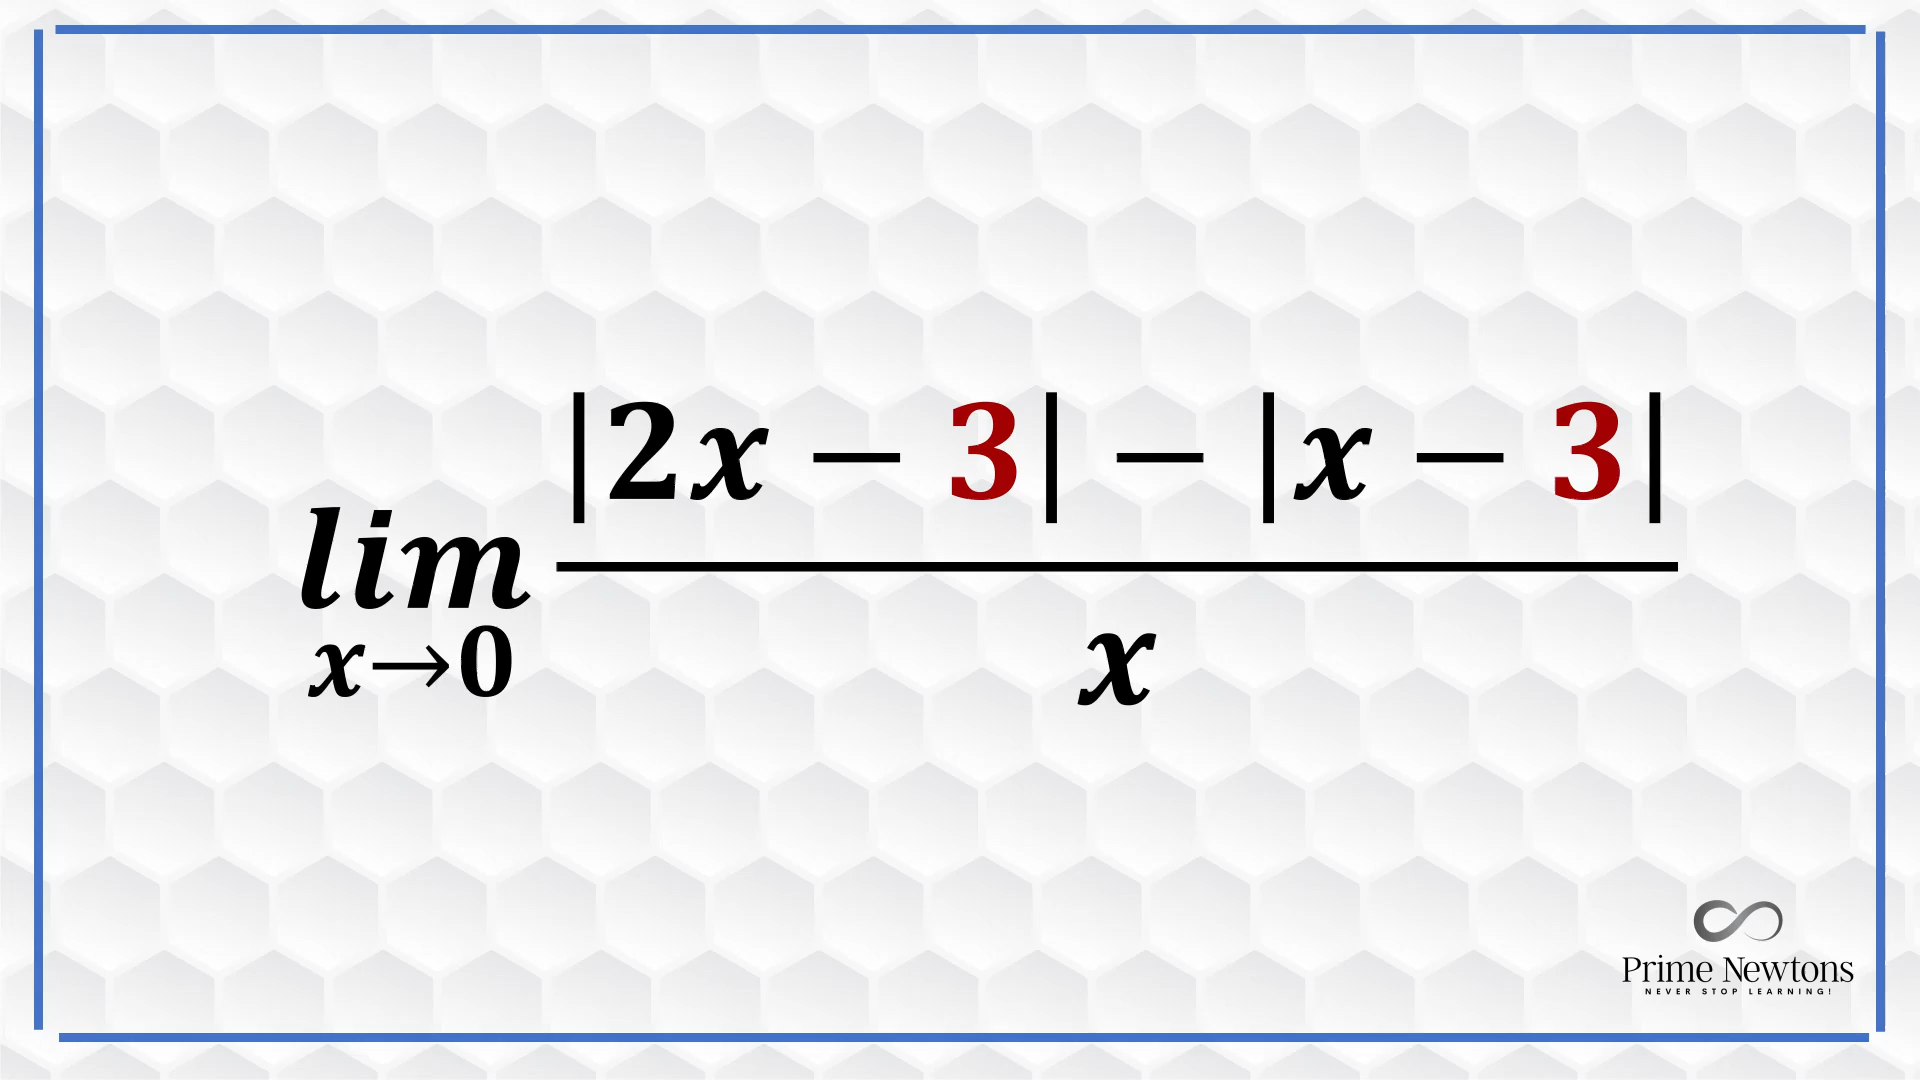 lim x→0 |2x − 3| − |x − 3| / x
Prime Newtons
NEVER STOP LEARNING!